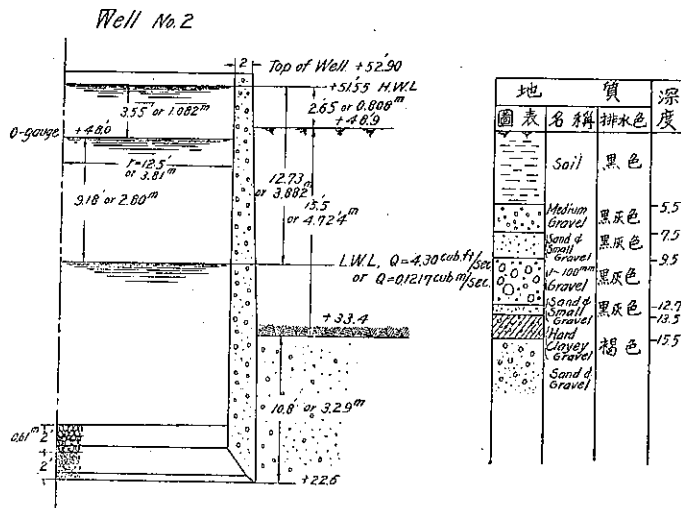 Well No.2
2' Top of Well +52.90
+51.55 H.W.L
3.55' or 1.082m
2.65 or 0.808m
+48.9
0-gauge +48.0
r=12.5' or 3.81m
12.73 or 3.882m
9.18' or 2.80m
15.5' or 4.724m
L.W.L, Q=4.30 cub.ft/sec.
or Q=0.1217 cub m/sec.
+33.4
10.8' or 3.29m
0.61m 2'
4
2'
+22.6
地質 深度
圖表 名稱 排水色
Soil 黒色
5.5
Medium Gravel 黒灰色
7.5
Sand & Small Gravel 黒灰色
9.5
~100mm Gravel 黒灰色
Sand & Small Gravel 黒灰色
12.7
13.5
Hard Clayey Gravel 褐色
15.5
Sand & Gravel